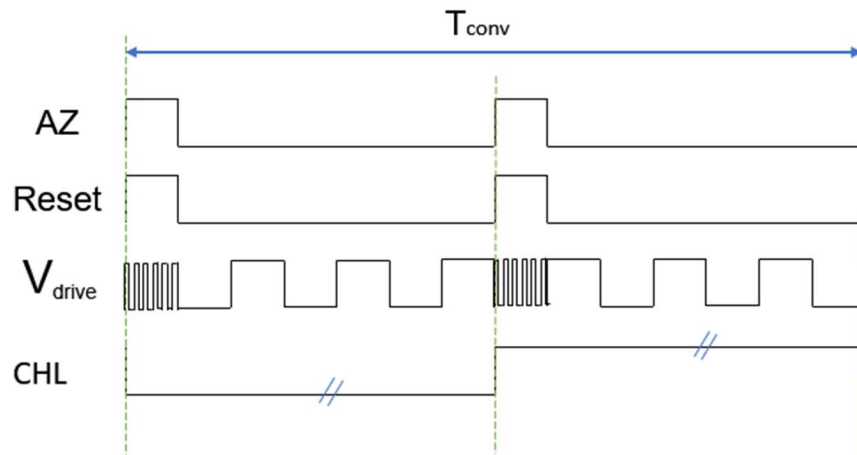 Tconv
AZ
Reset
Vdrive
CHL